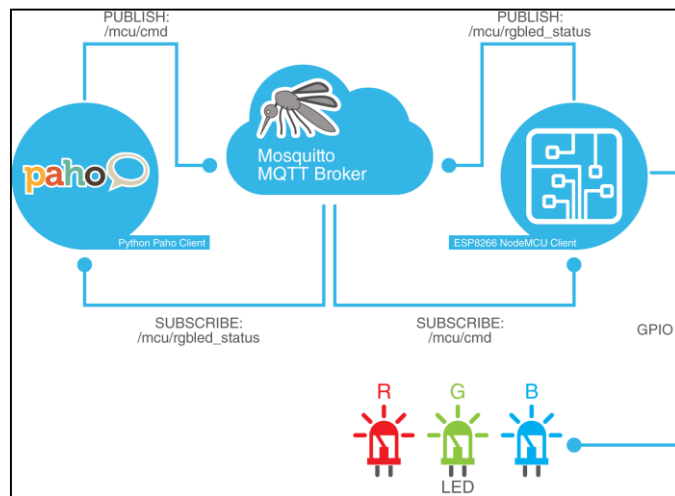 PUBLISH:
/mcu/cmd
PUBLISH:
/mcu/rgbled_status
Mosquitto
MQTT Broker
paho
Python Paho Client
ESP8266 NodeMCU Client
SUBSCRIBE:
/mcu/rgbled_status
SUBSCRIBE:
/mcu/cmd
GPIO
R
G
B
LED